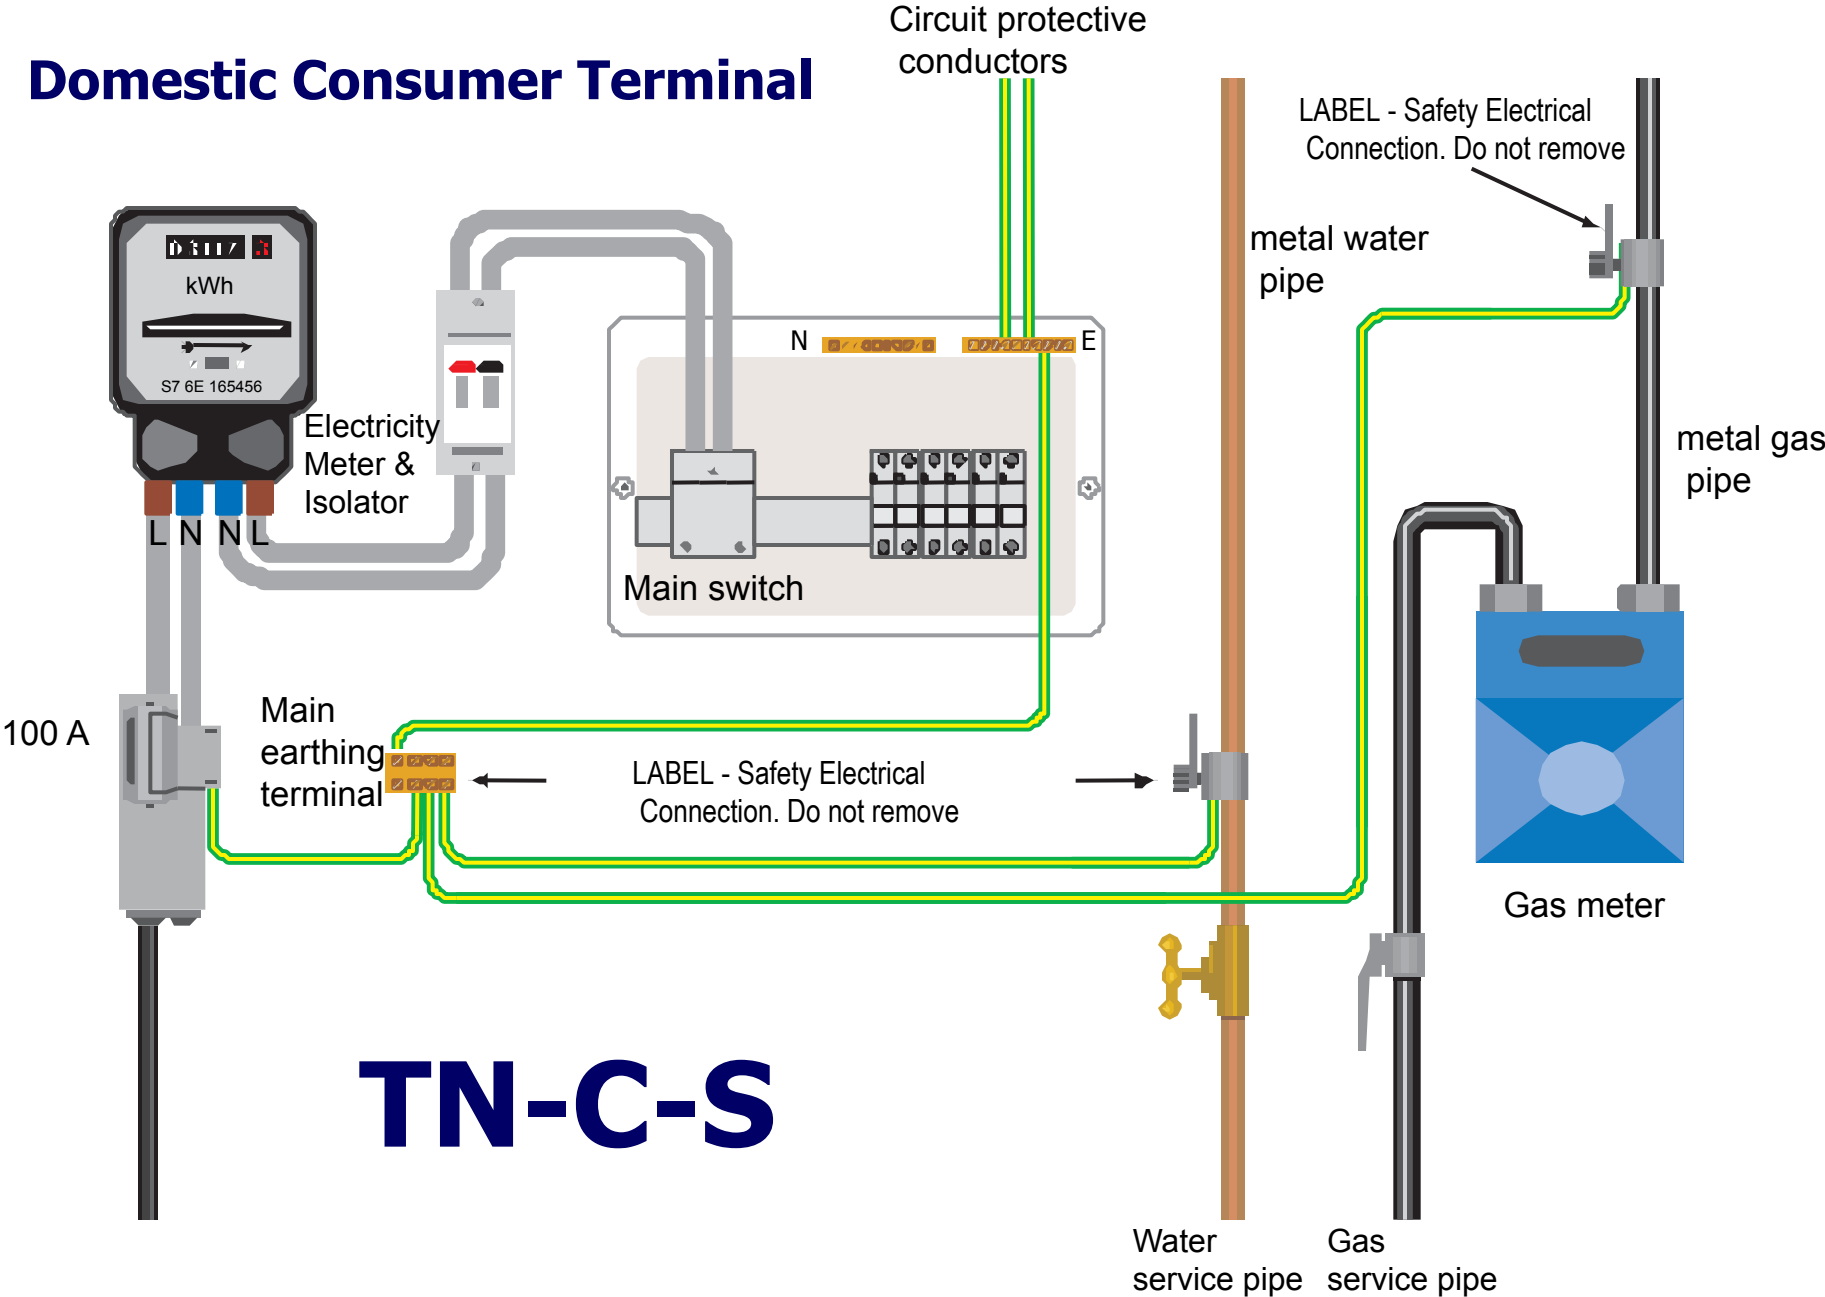 Circuit protective
conductors
Domestic Consumer Terminal
LABEL - Safety Electrical
Connection. Do not remove
metal water
pipe
kWh
S7 6E 165456
N
E
Electricity
Meter &
Isolator
L N N L
metal gas
pipe
Main switch
100 A
Main
earthing
terminal
LABEL - Safety Electrical
Connection. Do not remove
Gas meter
TN-C-S
Water
service pipe
Gas
service pipe